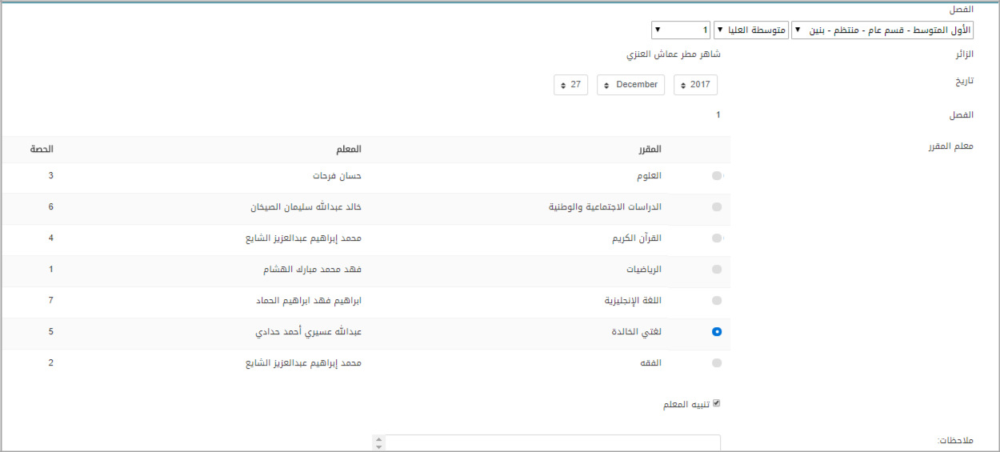 الفصل
الأول المتوسط - قسم عام - منتظم - بنين متوسطة العليا 1
الزائر شاهر مطر عماش العنزي
تاريخ 2017 December 27
الفصل 1
معلم المقرر
المقرر المعلم الحصة
العلوم حسان فرحات 3
الدراسات الاجتماعية والوطنية خالد عبدالله سليمان الصيخان 6
القرآن الكريم محمد إبراهيم عبدالعزيز الشايع 4
الرياضيات فهد محمد مبارك الهشام 1
اللغة الإنجليزية ابراهيم فهد ابراهيم الحماد 7
لغتي الخالدة عبدالله عسيري أحمد حدادي 5
الفقه محمد إبراهيم عبدالعزيز الشايع 2
تنبيه المعلم
ملاحظات: